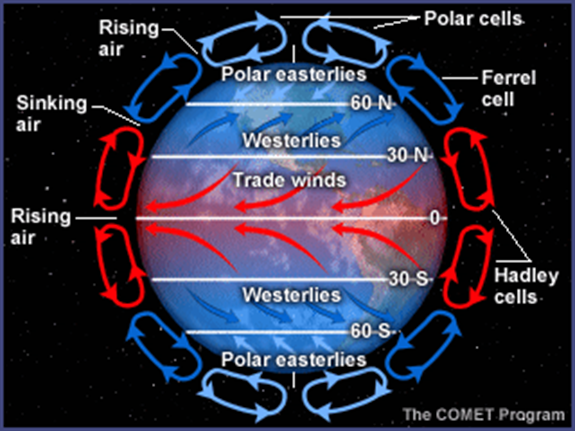 Polar cells
Rising
air
Polar easterlies
Ferrel
cell
60 N
Sinking
air
Westerlies
30 N
Trade winds
Rising
air
0
30 S
Hadley
cells
Westerlies
60 S
Polar easterlies
The COMET Program